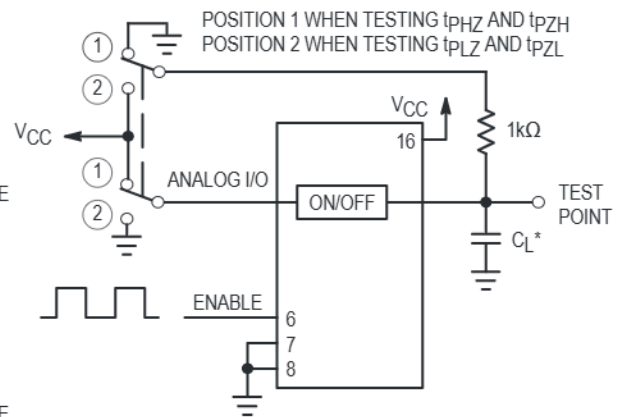 POSITION 1 WHEN TESTING tPHZ AND tPZH
POSITION 2 WHEN TESTING tPLZ AND tPZL
1
2
VCC
VCC
16
1kΩ
1
ANALOG I/O
ON/OFF
TEST
POINT
E
2
CL*
ENABLE
6
7
8
E